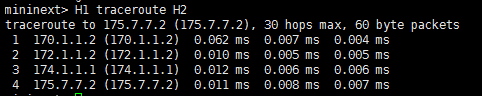 mininext> H1 traceroute H2
traceroute to 175.7.7.2 (175.7.7.2), 30 hops max, 60 byte packets
1 170.1.1.2 (170.1.1.2) 0.062 ms 0.007 ms 0.004 ms
2 172.1.1.2 (172.1.1.2) 0.010 ms 0.005 ms 0.005 ms
3 174.1.1.1 (174.1.1.1) 0.012 ms 0.006 ms 0.006 ms
4 175.7.7.2 (175.7.7.2) 0.011 ms 0.008 ms 0.007 ms